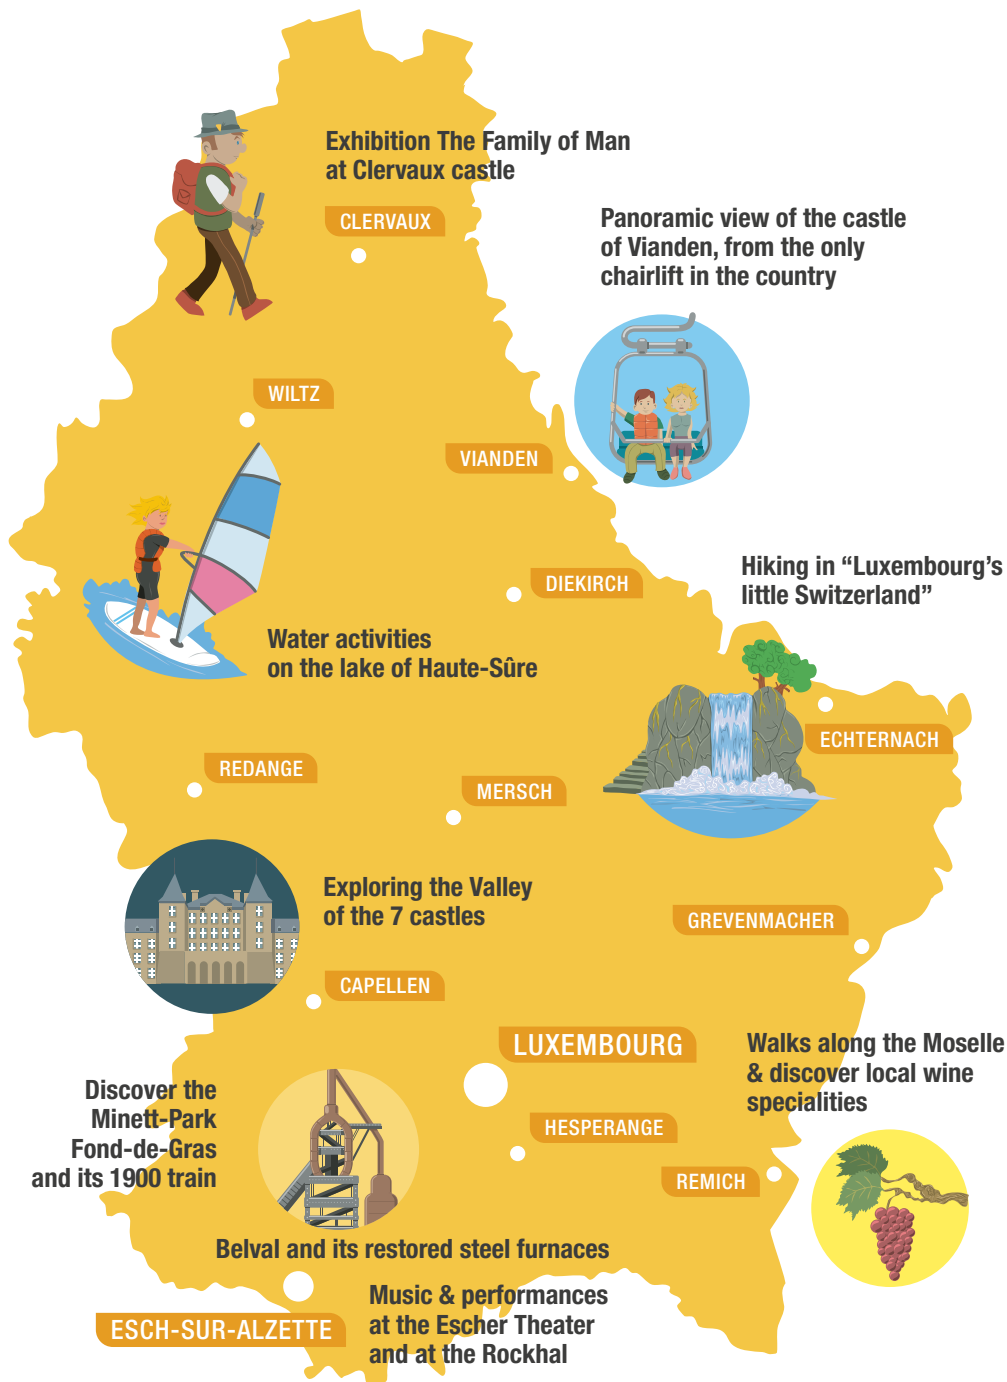 Exhibition The Family of Man
at Clervaux castle
CLERVAUX
Panoramic view of the castle
of Vianden, from the only
chairlift in the country
WILTZ
VIANDEN
DIEKIRCH
Hiking in “Luxembourg’s
little Switzerland”
Water activities
on the lake of Haute-Sûre
ECHTERNACH
REDANGE
MERSCH
Exploring the Valley
of the 7 castles
GREVENMACHER
CAPELLEN
LUXEMBOURG
Walks along the Moselle
& discover local wine
specialities
Discover the
Minett-Park
Fond-de-Gras
and its 1900 train
HESPERANGE
REMICH
Belval and its restored steel furnaces
ESCH-SUR-ALZETTE
Music & performances
at the Escher Theater
and at the Rockhal